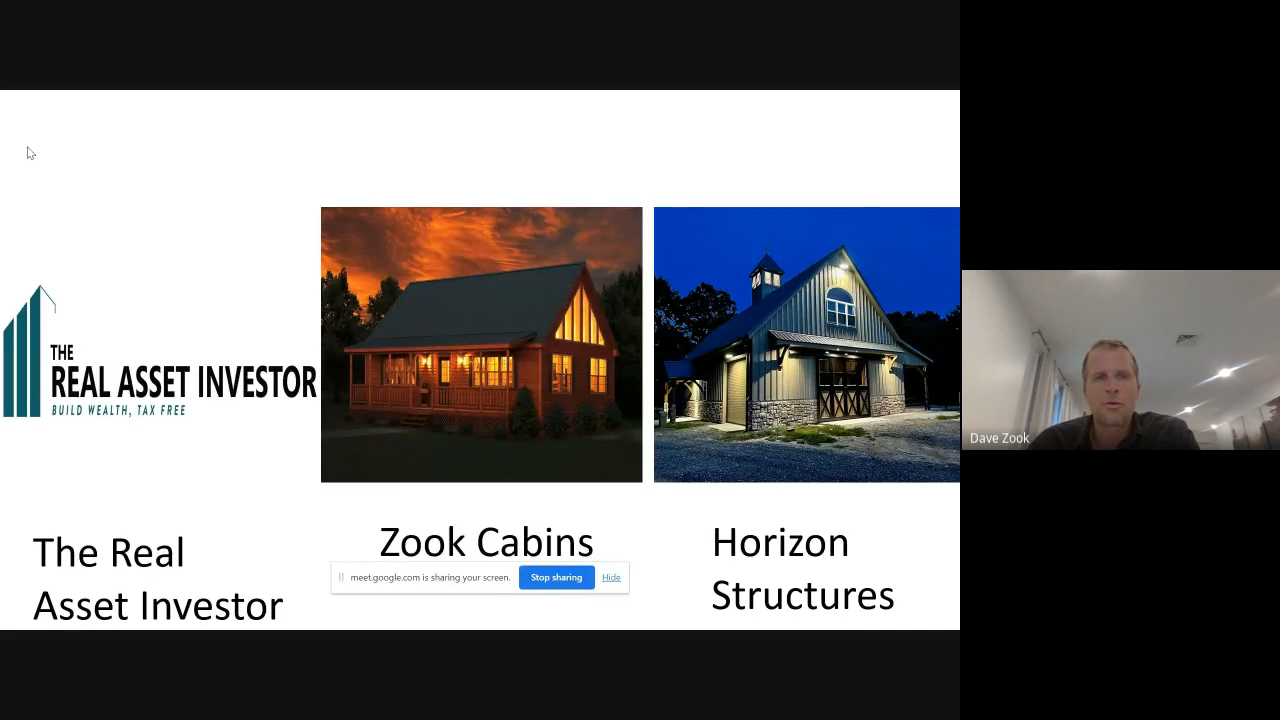 THE
REAL ASSET INVESTOR
BUILD WEALTH, TAX FREE
The Real
Asset Investor
Zook Cabins
meet.google.com is sharing your screen.
Stop sharing
Hide
Horizon
Structures
Dave Zook